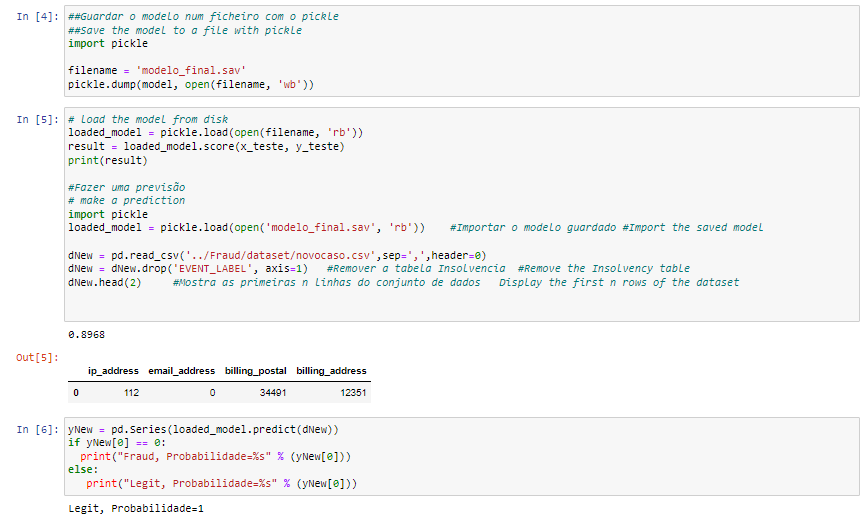 In [4]: ##Guardar o modelo num ficheiro com o pickle
##Save the model to a file with pickle
import pickle
filename = 'modelo_final.sav'
pickle.dump(model, open(filename, 'wb'))
In [5]: # load the model from disk
loaded_model = pickle.load(open(filename, 'rb'))
result = loaded_model.score(x_teste, y_teste)
print(result)
#Fazer uma previsão
# make a prediction
import pickle
loaded_model = pickle.load(open('modelo_final.sav', 'rb'))    #Importar o modelo guardado #Import the saved model
dNew = pd.read_csv('../Fraud/dataset/novocaso.csv',sep=',',header=0)
dNew = dNew.drop('EVENT_LABEL', axis=1)   #Remover a tabela Insolvencia  #Remove the Insolvency table
dNew.head(2)     #Mostra as primeiras n linhas do conjunto de dados   Display the first n rows of the dataset
0.8968
Out[5]:
ip_address email_address billing_postal billing_address
0 112 0 34491 12351
In [6]: yNew = pd.Series(loaded_model.predict(dNew))
if yNew[0] == 0:
print("Fraud, Probabilidade=%s" % (yNew[0]))
else:
print("Legit, Probabilidade=%s" % (yNew[0]))
Legit, Probabilidade=1